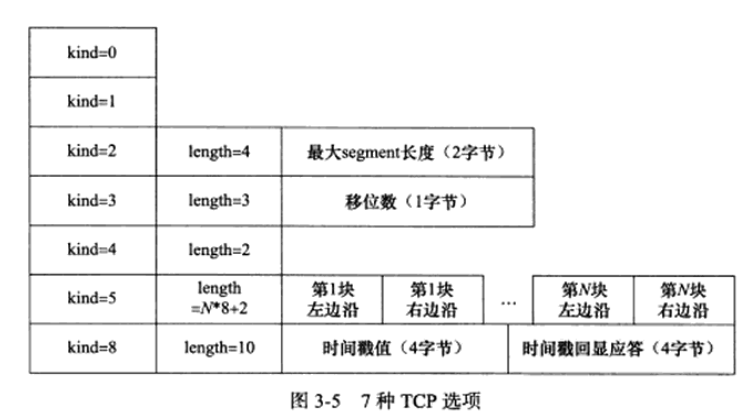 kind=0
kind=1
kind=2 length=4 最大segment长度（2字节）
kind=3 length=3 移位数（1字节）
kind=4 length=2
kind=5 length =N*8+2 第1块 左边沿 第1块 右边沿 … 第N块 左边沿 第N块 右边沿
kind=8 length=10 时间戳值（4字节） 时间戳回显应答（4字节）
图 3-5 7 种 TCP 选项